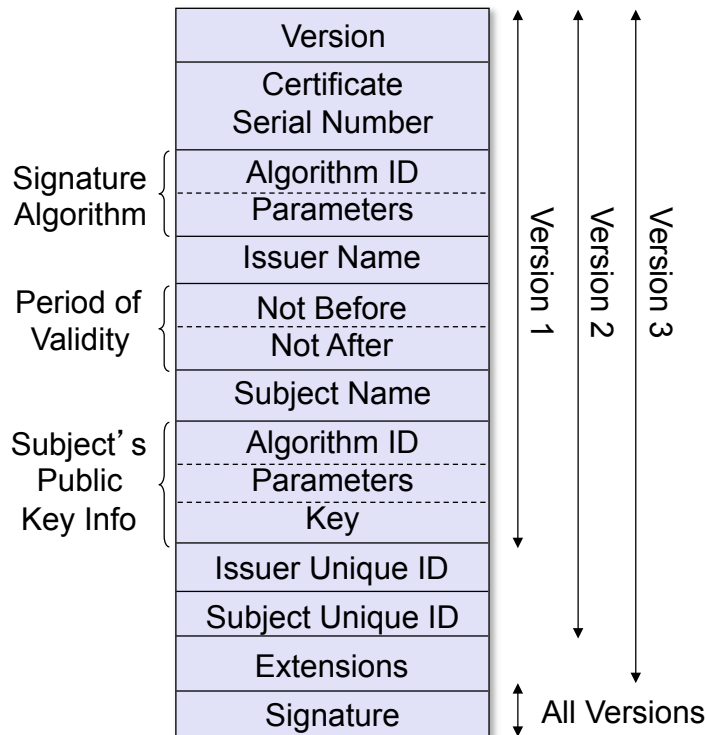 Version
Certificate
Serial Number
Signature
Algorithm
Algorithm ID
Parameters
Issuer Name
Period of
Validity
Not Before
Not After
Subject Name
Subject’s
Public
Key Info
Algorithm ID
Parameters
Key
Issuer Unique ID
Subject Unique ID
Extensions
Signature
Version 1
Version 2
Version 3
All Versions